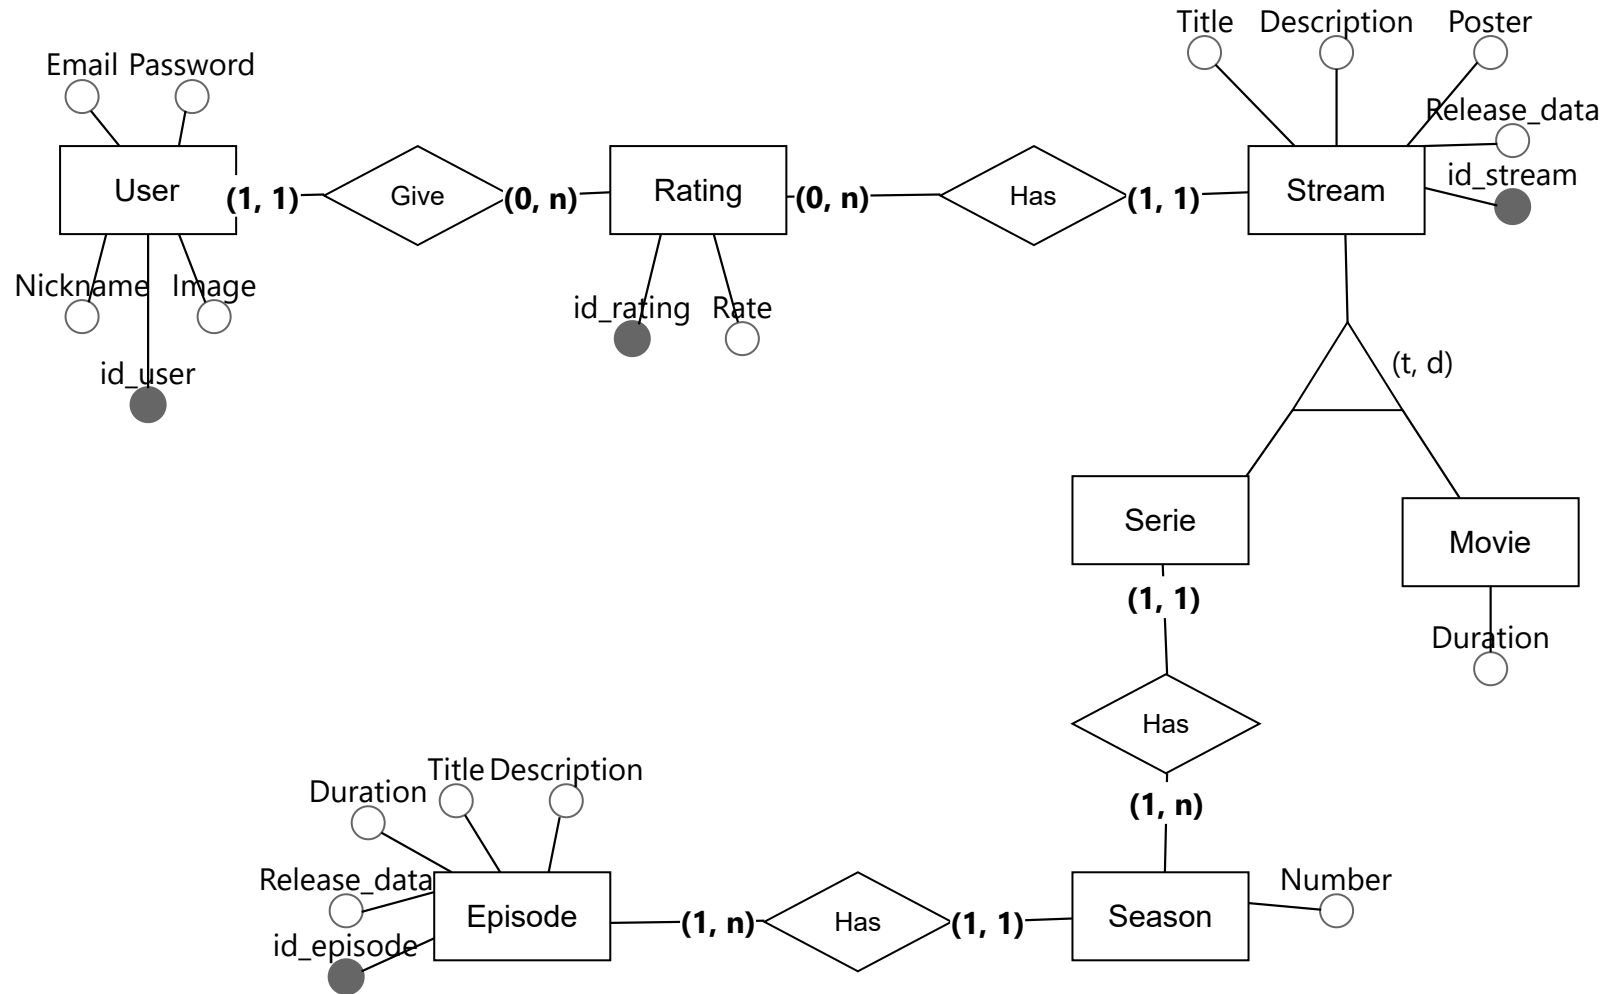 Title
Description
Poster
Email
Password
Release_data
id_stream
User
(1, 1)
Give
(0, n)
Rating
(0, n)
Has
(1, 1)
Stream
Nickname
Image
id_user
id_rating
Rate
(t, d)
Serie
Movie
(1, 1)
Duration
Has
(1, n)
Duration
Title
Description
Release_data
id_episode
Episode
(1, n)
Has
(1, 1)
Season
Number